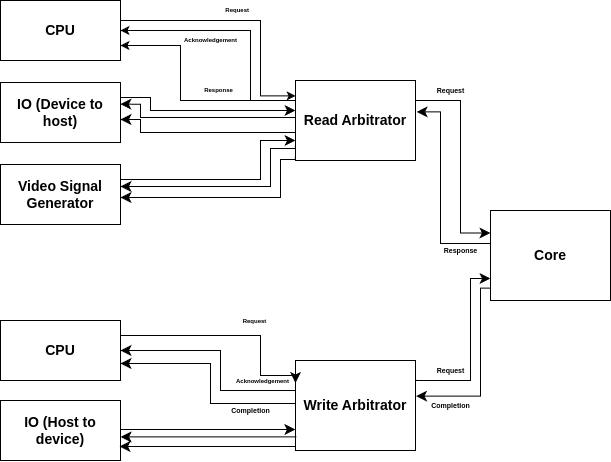 Request
CPU
Acknowledgement
Response
IO (Device to
host)
Read Arbitrator
Request
Video Signal
Generator
Core
Response
Request
CPU
Acknowledgement
Request
Write Arbitrator
Completion
Completion
IO (Host to
device)